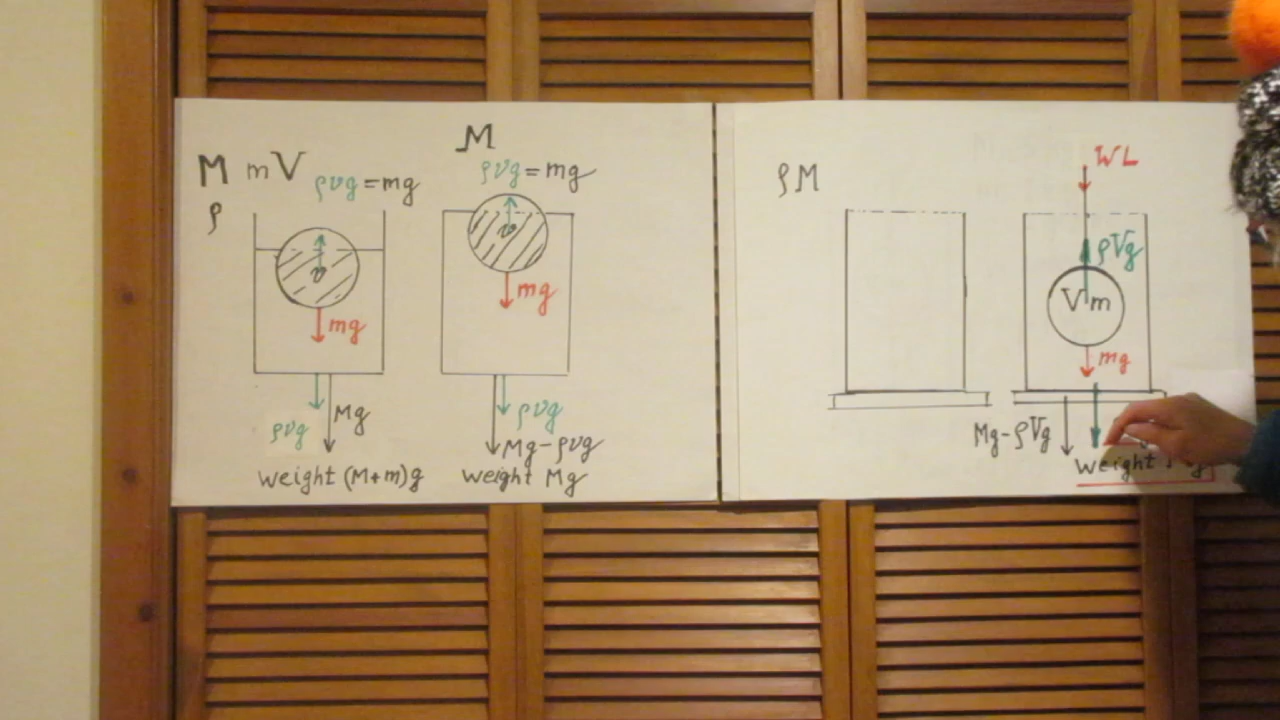 M mV ρvg=mg
ρ
v
mg
ρvg Mg
weight (M+m)g
M
ρvg=mg
v
mg
ρvg
Mg-ρvg
weight Mg
ρM
WL
ρVg
Vm
mg
Mg-ρVg
weight